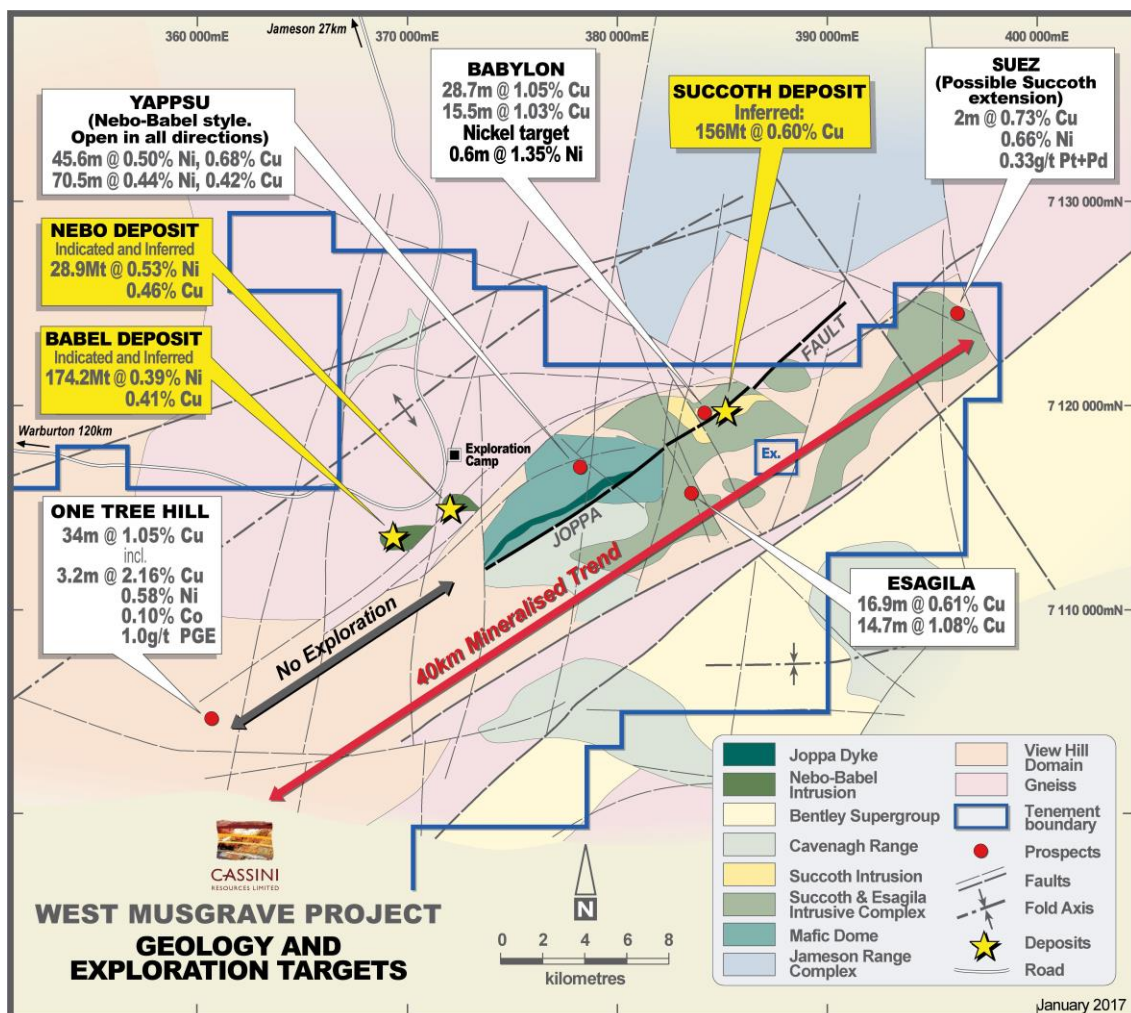 360 000mE
370 000mE
380 000mE
390 000mE
400 000mE
Jameson 27km
YAPPSU
(Nebo-Babel style.
Open in all directions)
45.6m @ 0.50% Ni, 0.68% Cu
70.5m @ 0.44% Ni, 0.42% Cu
BABYLON
28.7m @ 1.05% Cu
15.5m @ 1.03% Cu
Nickel target
0.6m @ 1.35% Ni
SUCCOTH DEPOSIT
Inferred:
156Mt @ 0.60% Cu
SUEZ
(Possible Succoth
extension)
2m @ 0.73% Cu
0.66% Ni
0.33g/t Pt+Pd
7 130 000mN
NEBO DEPOSIT
Indicated and Inferred
28.9Mt @ 0.53% Ni
0.46% Cu
BABEL DEPOSIT
Indicated and Inferred
174.2Mt @ 0.39% Ni
0.41% Cu
FAULT
7 120 000mN
Warburton 120km
Exploration
Camp
Ex.
ONE TREE HILL
34m @ 1.05% Cu
incl.
3.2m @ 2.16% Cu
0.58% Ni
0.10% Co
1.0g/t PGE
JOPPA
ESAGILA
16.9m @ 0.61% Cu
14.7m @ 1.08% Cu
7 110 000mN
No Exploration
40km Mineralised Trend
CASSINI
RESOURCES LIMITED
WEST MUSGRAVE PROJECT
GEOLOGY AND
EXPLORATION TARGETS
N
0 2 4 6 8
kilometres
Joppa Dyke
Nebo-Babel
Intrusion
Bentley Supergroup
Cavenagh Range
Succoth Intrusion
Succoth & Esagila
Intrusive Complex
Mafic Dome
Jameson Range
Complex
View Hill
Domain
Gneiss
Tenement
boundary
Prospects
Faults
Fold Axis
Deposits
Road
January 2017